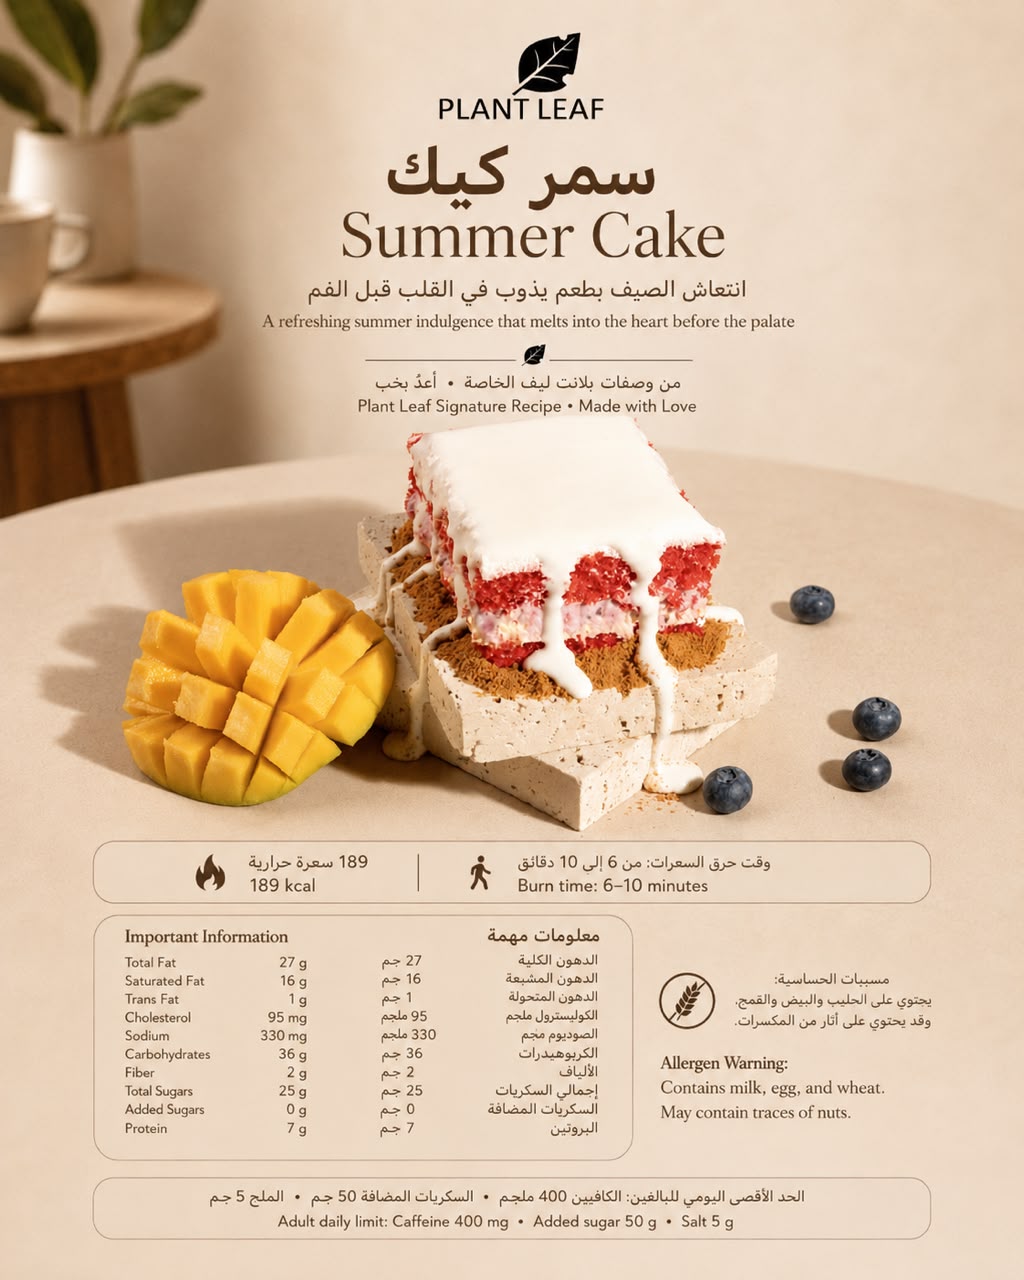 PLANT LEAF
سمر كيك
Summer Cake
انتعاش الصيف بطعم يذوب في القلب قبل الفم
A refreshing summer indulgence that melts into the heart before the palate
من وصفات بلانت ليف الخاصة • أعدُ بخب
Plant Leaf Signature Recipe • Made with Love
189 سعرة حرارية
189 kcal
وقت حرق السعرات: من 6 إلى 10 دقائق
Burn time: 6–10 minutes
Important Information معلومات مهمة
Total Fat 27 g 27 جم الدهون الكلية
Saturated Fat 16 g 16 جم الدهون المشبعة
Trans Fat 1 g 1 جم الدهون المتحولة
Cholesterol 95 mg 95 ملجم الكوليسترول ملجم
Sodium 330 mg 330 ملجم الصوديوم مجم
Carbohydrates 36 g 36 جم الكربوهيدرات
Fiber 2 g 2 جم الألياف
Total Sugars 25 g 25 جم إجمالي السكريات
Added Sugars 0 g 0 جم السكريات المضافة
Protein 7 g 7 جم البروتين
مسببات الحساسية:
يجتوي على الحليب والبيض والقمح.
وقد يحتوي على أثار من المكسرات.
Allergen Warning:
Contains milk, egg, and wheat.
May contain traces of nuts.
الحد الأقصى اليومي للبالغين: الكافيين 400 ملجم • السكريات المضافة 50 جم • الملح 5 جم
Adult daily limit: Caffeine 400 mg • Added sugar 50 g • Salt 5 g